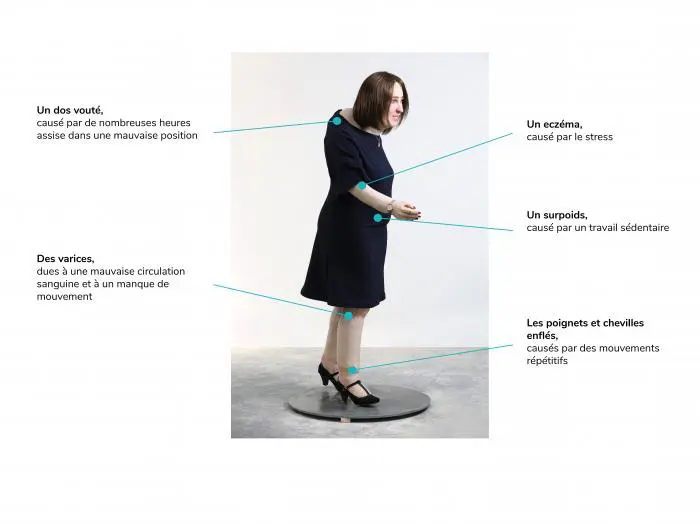 Un dos vouté,
causé par de nombreuses heures
assise dans une mauvaise position
Un eczéma,
causé par le stress
Un surpoids,
causé par un travail sédentaire
Des varices,
dues à une mauvaise circulation
sanguine et à un manque de
mouvement
Les poignets et chevilles
enflés,
causés par des mouvements
répétitifs